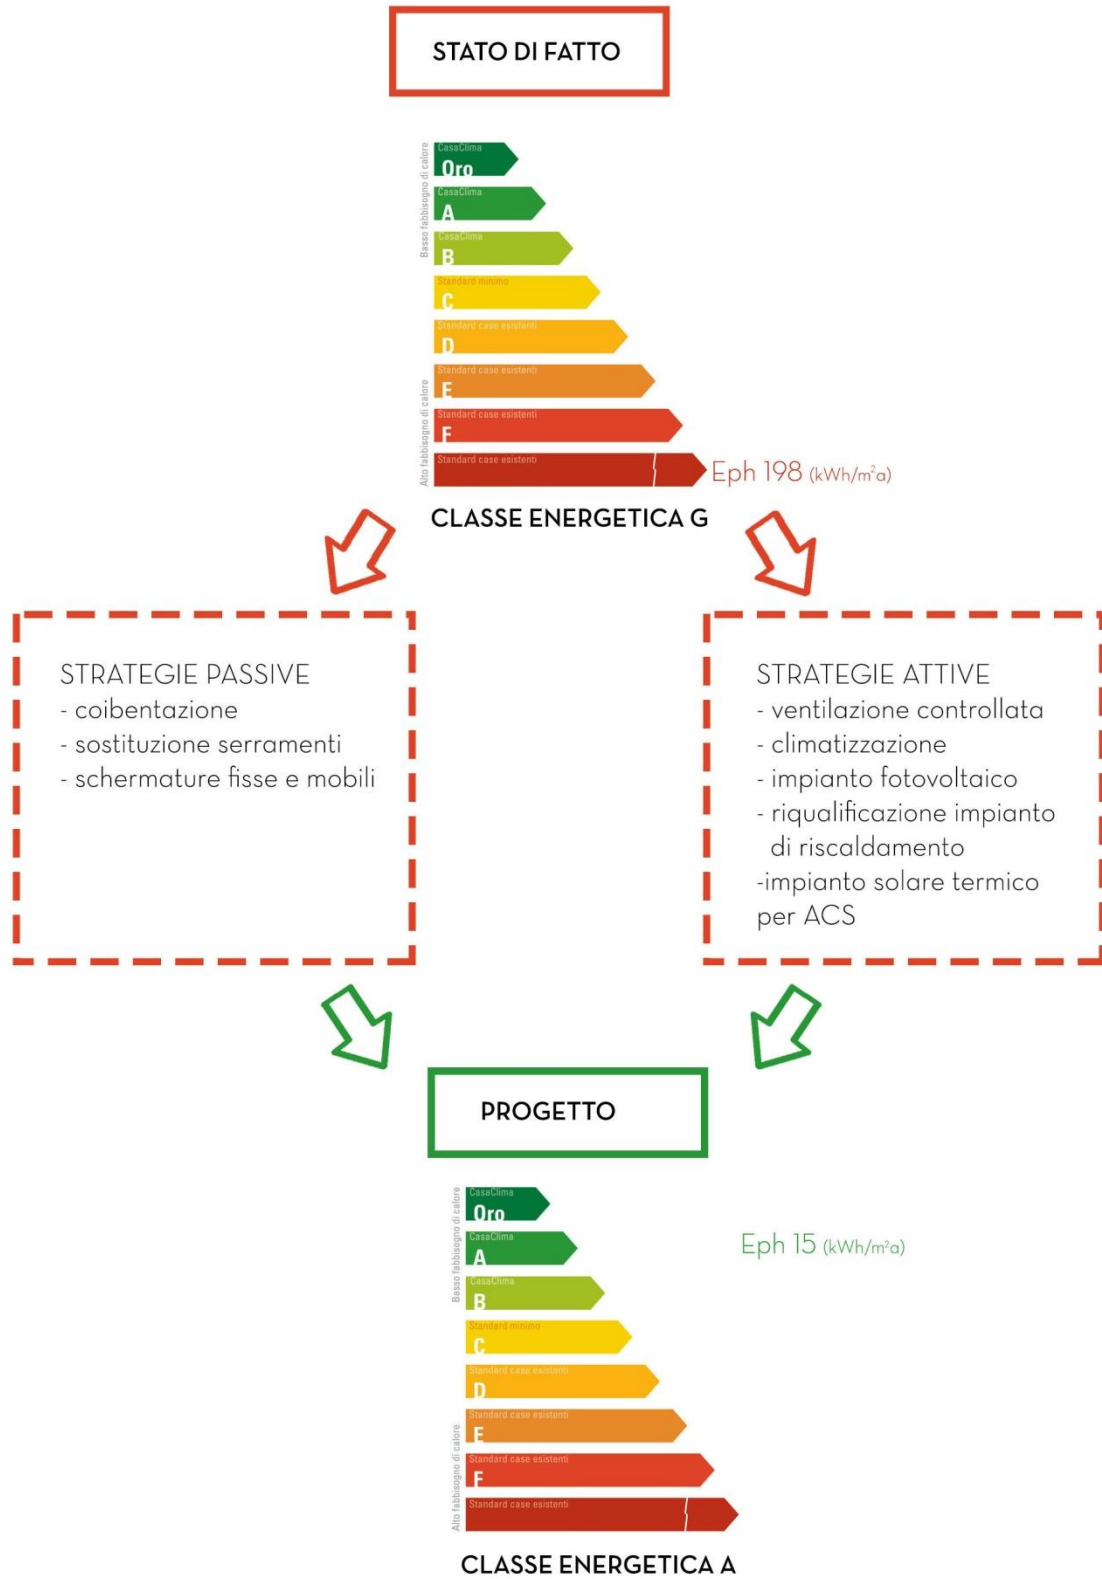 STATO DI FATTO
Basso fabbisogno di calore
Alto fabbisogno di calore
CasaClima
Oro
CasaClima
A
CasaClima
B
Standard minimo
C
Standard case esistenti
D
Standard case esistenti
E
Standard case esistenti
F
Standard case esistenti
Eph 198 (kWh/m²a)
CLASSE ENERGETICA G
STRATEGIE PASSIVE
- coibentazione
- sostituzione serramenti
- schermature fisse e mobili
STRATEGIE ATTIVE
- ventilazione controllata
- climatizzazione
- impianto fotovoltaico
- riqualificazione impianto
di riscaldamento
-impianto solare termico
per ACS
PROGETTO
Basso fabbisogno di calore
Alto fabbisogno di calore
CasaClima
Oro
CasaClima
A
Eph 15 (kWh/m²a)
CasaClima
B
Standard minimo
C
Standard case esistenti
D
Standard case esistenti
E
Standard case esistenti
F
Standard case esistenti
CLASSE ENERGETICA A